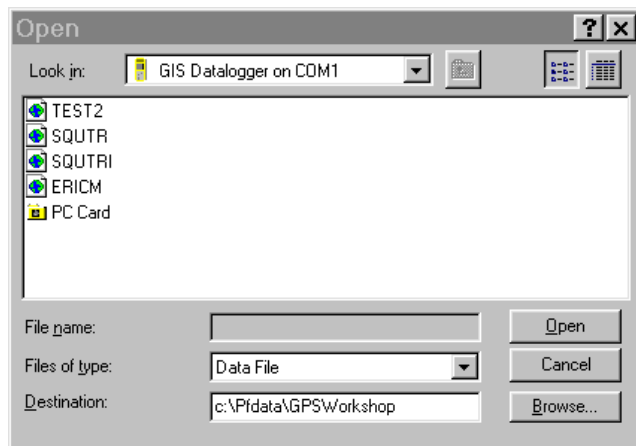 Open
Look in: GIS Datalogger on COM1
TEST2
SQUTR
SQUTRI
ERICM
PC Card
File name: Open
Files of type: Data File Cancel
Destination: c:\Pfdata\GPSWorkshop Browse...